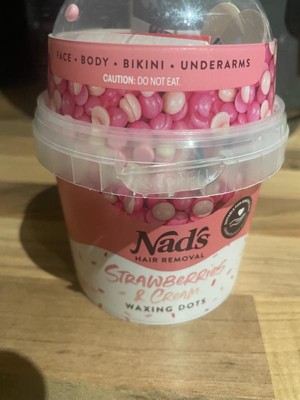 FACE • BODY • BIKINI • UNDERARMS
CAUTION: DO NOT EAT.
Nad's
HAIR REMOVAL
STRAWBERRIES
& CREAM
WAXING DOTS